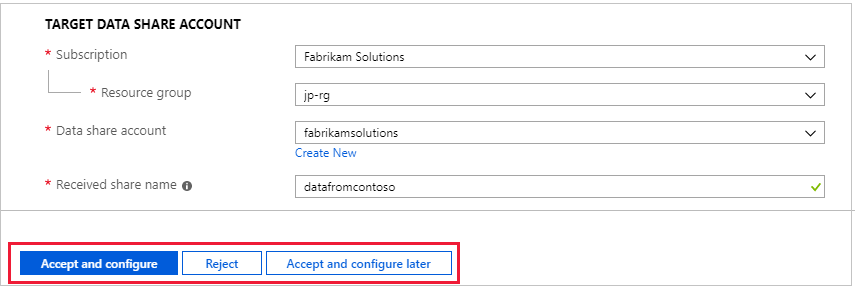 TARGET DATA SHARE ACCOUNT
* Subscription Fabrikam Solutions
* Resource group jp-rg
* Data share account fabrikamsolutions
Create New
* Received share name datafromcontoso
Accept and configure Reject Accept and configure later